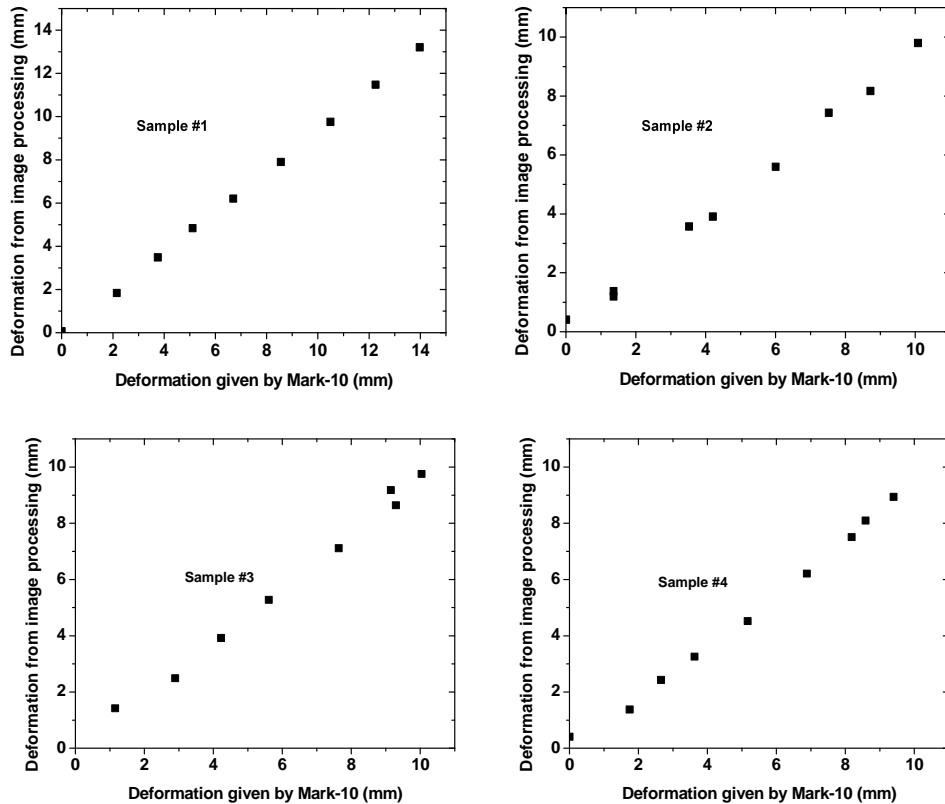 Deformation from image processing (mm)
14
12
10
8
6
4
2
0
Sample #1
0 2 4 6 8 10 12 14
Deformation given by Mark-10 (mm)
Deformation from image processing (mm)
10
8
6
4
2
0
Sample #2
0 2 4 6 8 10
Deformation given by Mark-10 (mm)
Deformation from image processing (mm)
10
8
6
4
2
0
Sample #3
0 2 4 6 8 10
Deformation given by Mark-10 (mm)
Deformation from image processing (mm)
10
8
6
4
2
0
Sample #4
0 2 4 6 8 10
Deformation given by Mark-10 (mm)